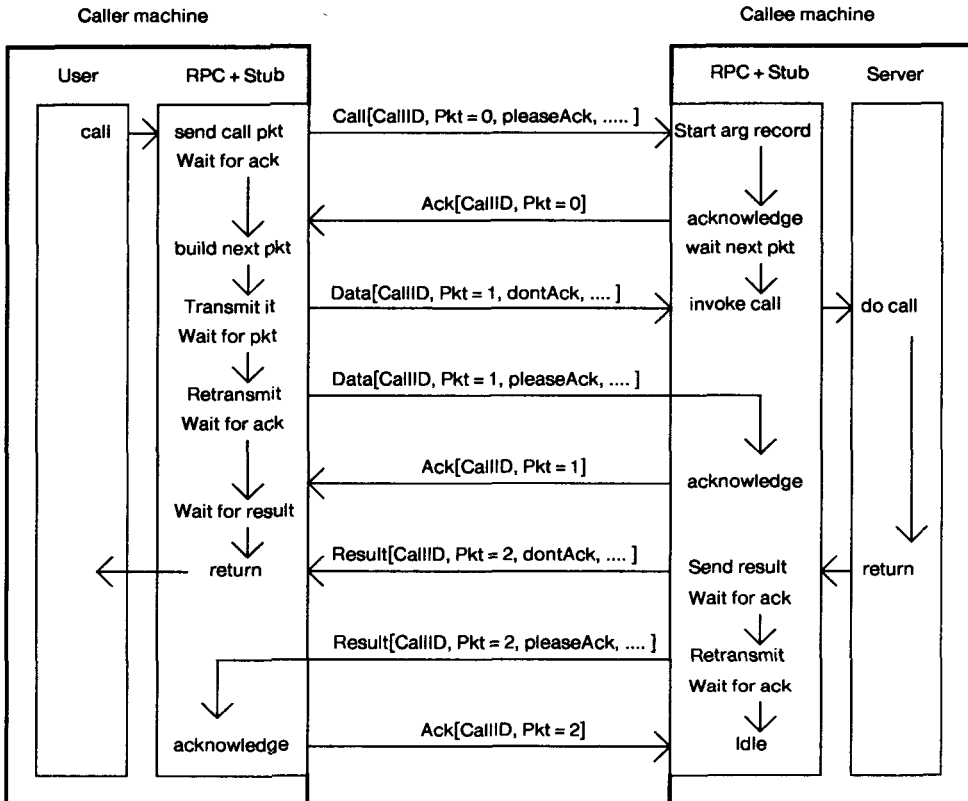 Caller machine
Callee machine
User
RPC + Stub
RPC + Stub
Server
call
send call pkt
Call[CallID, Pkt = 0, pleaseAck, ..... ]
Start arg record
Wait for ack
Ack[CallID, Pkt = 0]
acknowledge
build next pkt
wait next pkt
Transmit it
Data[CallID, Pkt = 1, dontAck, .... ]
invoke call
do call
Wait for pkt
Retransmit
Data[CallID, Pkt = 1, pleaseAck, .... ]
Wait for ack
Ack[CallID, Pkt = 1]
acknowledge
Wait for result
return
Result[CallID, Pkt = 2, dontAck, .... ]
Send result
return
Wait for ack
Result[CallID, Pkt = 2, pleaseAck, .... ]
Retransmit
Wait for ack
acknowledge
Ack[CallID, Pkt = 2]
Idle